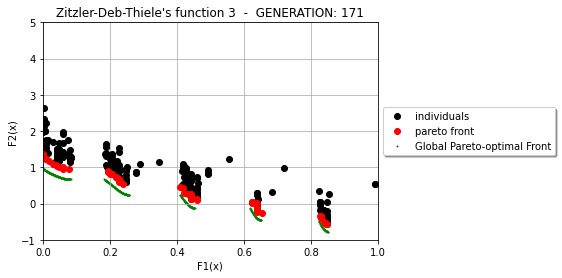 Zitzler-Deb-Thiele's function 3 - GENERATION: 171
5
4
3
2
1
0
−1
F2(x)
0.0 0.2 0.4 0.6 0.8 1.0
F1(x)
individuals
pareto front
Global Pareto-optimal Front